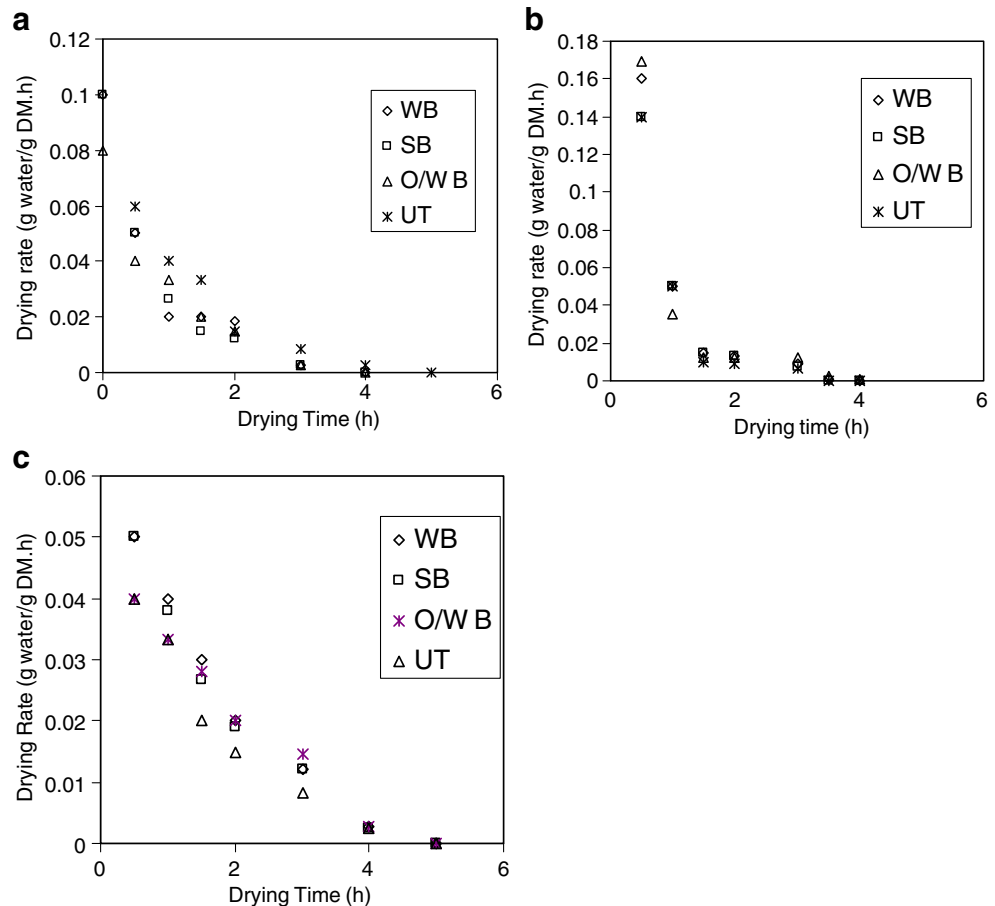 a
0.12
0.1
0.08
0.06
0.04
0.02
0
0 2 4 6
Drying rate (g water/g DM.h)
Drying Time (h)
WB
SB
O/W B
UT
b
0.18
0.16
0.14
0.12
0.1
0.08
0.06
0.04
0.02
0
0 2 4 6
Drying rate (g water/g DM.h)
Drying time (h)
WB
SB
O/W B
UT
c
0.06
0.05
0.04
0.03
0.02
0.01
0
0 2 4 6
Drying Rate (g water/g DM.h)
Drying Time (h)
WB
SB
O/W B
UT